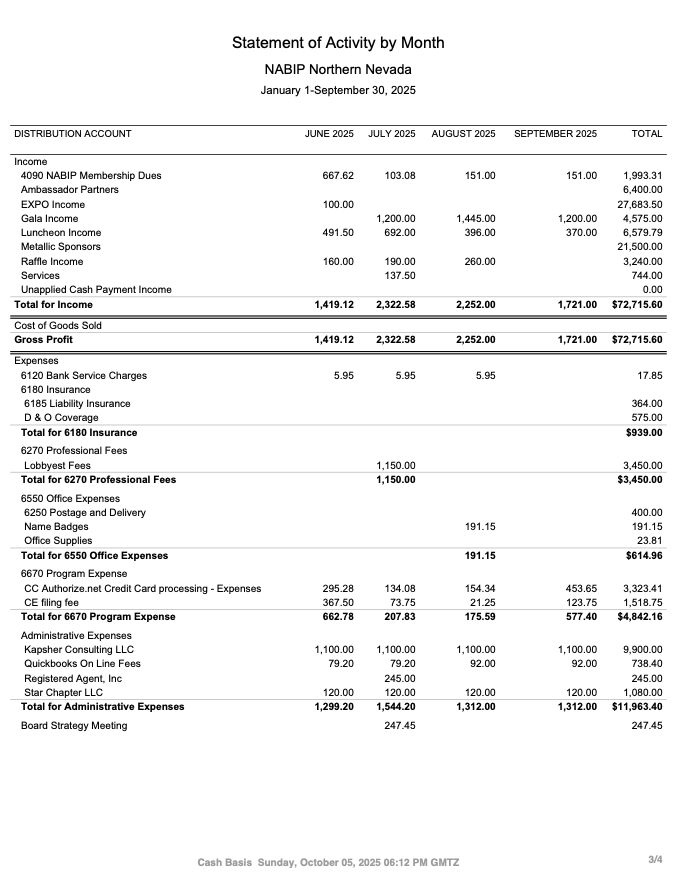 Statement of Activity by Month
NABIP Northern Nevada
January 1-September 30, 2025
DISTRIBUTION ACCOUNT JUNE 2025 JULY 2025 AUGUST 2025 SEPTEMBER 2025 TOTAL
Income
4090 NABIP Membership Dues 667.62 103.08 151.00 151.00 1,993.31
Ambassador Partners 6,400.00
EXPO Income 100.00 27,683.50
Gala Income 1,200.00 1,445.00 1,200.00 4,575.00
Luncheon Income 491.50 692.00 396.00 370.00 6,579.79
Metallic Sponsors 21,500.00
Raffle Income 160.00 190.00 260.00 3,240.00
Services 137.50 744.00
Unapplied Cash Payment Income 0.00
Total for Income 1,419.12 2,322.58 2,252.00 1,721.00 $72,715.60
Cost of Goods Sold
Gross Profit 1,419.12 2,322.58 2,252.00 1,721.00 $72,715.60
Expenses
6120 Bank Service Charges 5.95 5.95 5.95 17.85
6180 Insurance
6185 Liability Insurance 364.00
D & O Coverage 575.00
Total for 6180 Insurance $939.00
6270 Professional Fees
Lobbyest Fees 1,150.00 3,450.00
Total for 6270 Professional Fees 1,150.00 $3,450.00
6550 Office Expenses
6250 Postage and Delivery 400.00
Name Badges 191.15 191.15
Office Supplies 23.81
Total for 6550 Office Expenses 191.15 $614.96
6670 Program Expense
CC Authorize.net Credit Card processing - Expenses 295.28 134.08 154.34 453.65 3,323.41
CE filing fee 367.50 73.75 21.25 123.75 1,518.75
Total for 6670 Program Expense 662.78 207.83 175.59 577.40 $4,842.16
Administrative Expenses
Kapsher Consulting LLC 1,100.00 1,100.00 1,100.00 1,100.00 9,900.00
Quickbooks On Line Fees 79.20 79.20 92.00 92.00 738.40
Registered Agent, Inc 245.00 245.00
Star Chapter LLC 120.00 120.00 120.00 120.00 1,080.00
Total for Administrative Expenses 1,299.20 1,544.20 1,312.00 1,312.00 $11,963.40
Board Strategy Meeting 247.45 247.45
Cash Basis Sunday, October 05, 2025 06:12 PM GMTZ 3/4